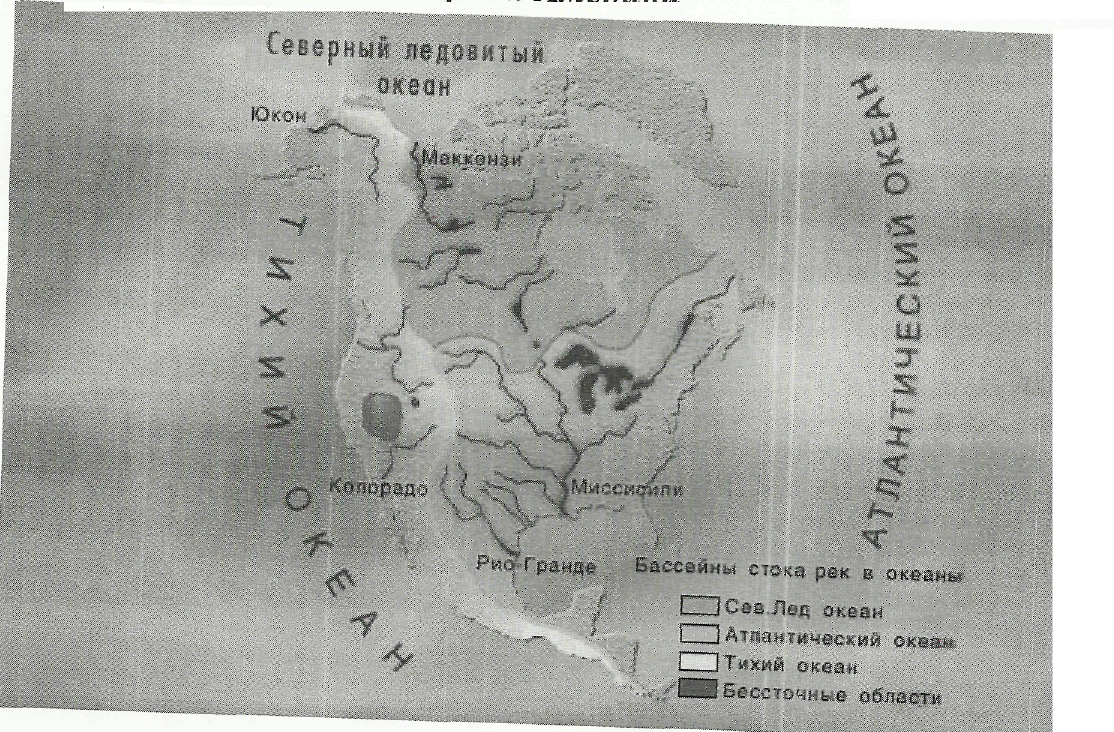 Северный ледовитый
океан
Юкон
Маккензи
ТИХИЙ ОКЕАН
АТЛАНТИЧЕСКИЙ ОКЕАН
Колорадо
Миссисипи
Рио-Гранде
Бассейны стока рек в океаны
Сев.Лед океан
Атлантический океан
Тихий океан
Бессточные области